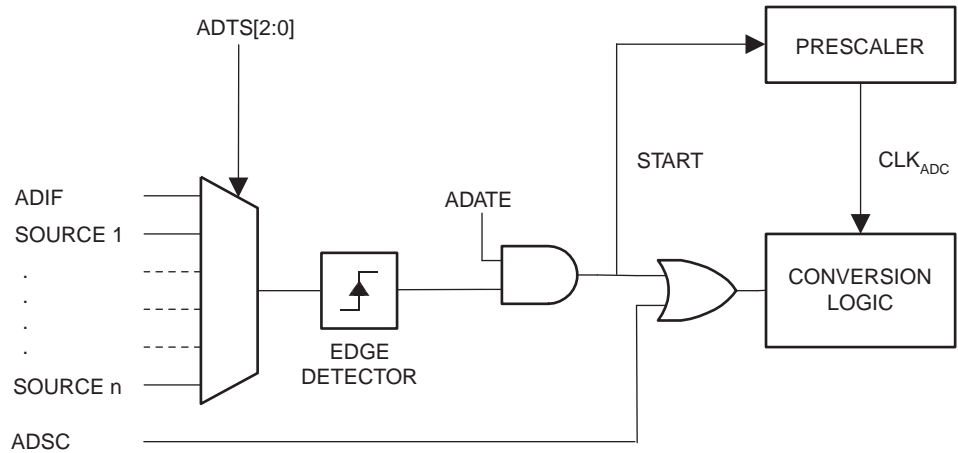 ADTS[2:0]
PRESCALER
START
CLKADC
ADIF
ADATE
SOURCE 1
.
.
.
.
CONVERSION
LOGIC
EDGE
DETECTOR
SOURCE n
ADSC